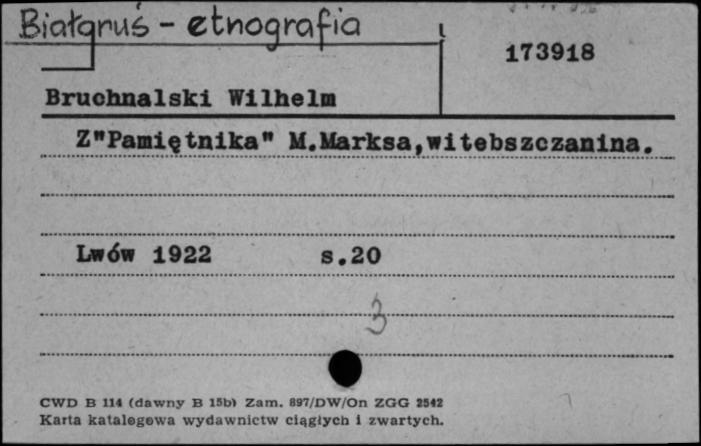 Białoruś - etnografia
173918
Bruchnalski Wilhelm
Z"Pamiętnika" M.Marksa,witebszczanina.
Lwów 1922 s.20
3
CWD B 114 (dawny B 15b) Zam. 897/DW/On ZGG 2542
Karta katalogowa wydawnictw ciągłych i zwartych.